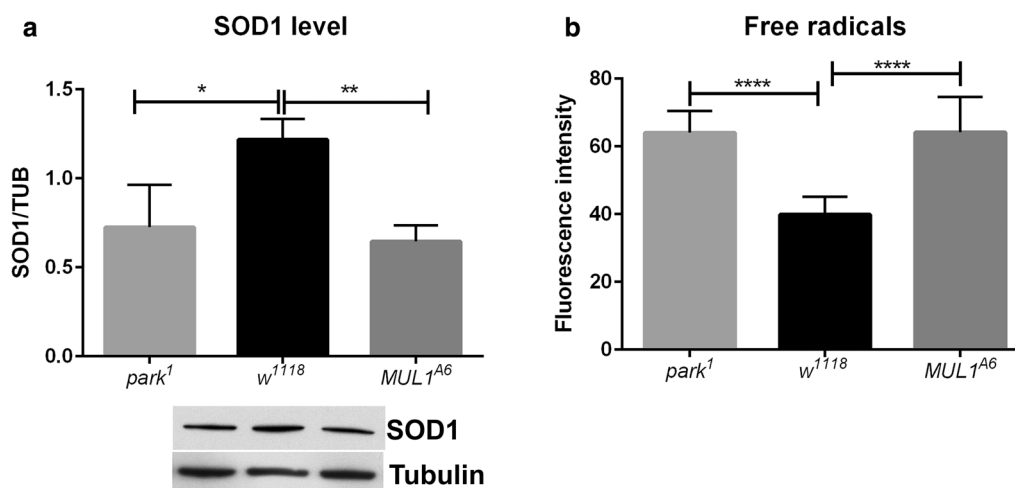 a
SOD1 level
SOD1/TUB
1.5
1.0
0.5
0.0
*
**
park¹
w¹¹¹⁸
MUL1ᴬ⁶
SOD1
Tubulin
b
Free radicals
Fluorescence intensity
80
60
40
20
0
****
****
park¹
w¹¹¹⁸
MUL1ᴬ⁶